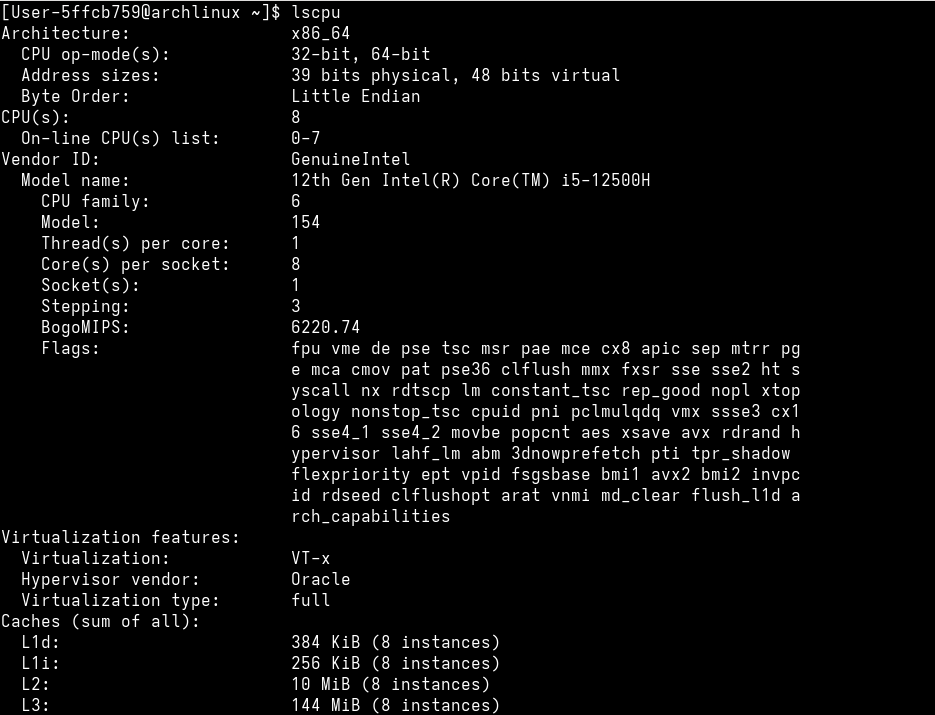 [User-5ffcb759@archlinux ~]$ lscpu
Architecture:                x86_64
  CPU op-mode(s):            32-bit, 64-bit
  Address sizes:             39 bits physical, 48 bits virtual
  Byte Order:                Little Endian
CPU(s):                      8
  On-line CPU(s) list:       0-7
Vendor ID:                   GenuineIntel
  Model name:                12th Gen Intel(R) Core(TM) i5-12500H
    CPU family:              6
    Model:                   154
    Thread(s) per core:      1
    Core(s) per socket:      8
    Socket(s):               1
    Stepping:                3
    BogoMIPS:                6220.74
    Flags:                   fpu vme de pse tsc msr pae mce cx8 apic sep mtrr pg
                             e mca cmov pat pse36 clflush mmx fxsr sse sse2 ht s
                             yscall nx rdtscp lm constant_tsc rep_good nopl xtop
                             ology nonstop_tsc cpuid pni pclmulqdq vmx ssse3 cx1
                             6 sse4_1 sse4_2 movbe popcnt aes xsave avx rdrand h
                             ypervisor lahf_lm abm 3dnowprefetch pti tpr_shadow
                             flexpriority ept vpid fsgsbase bmi1 avx2 bmi2 invpc
                             id rdseed clflushopt arat vnmi md_clear flush_l1d a
                             rch_capabilities
Virtualization features:
  Virtualization:            VT-x
  Hypervisor vendor:         Oracle
  Virtualization type:       full
Caches (sum of all):
  L1d:                       384 KiB (8 instances)
  L1i:                       256 KiB (8 instances)
  L2:                        10 MiB (8 instances)
  L3:                        144 MiB (8 instances)